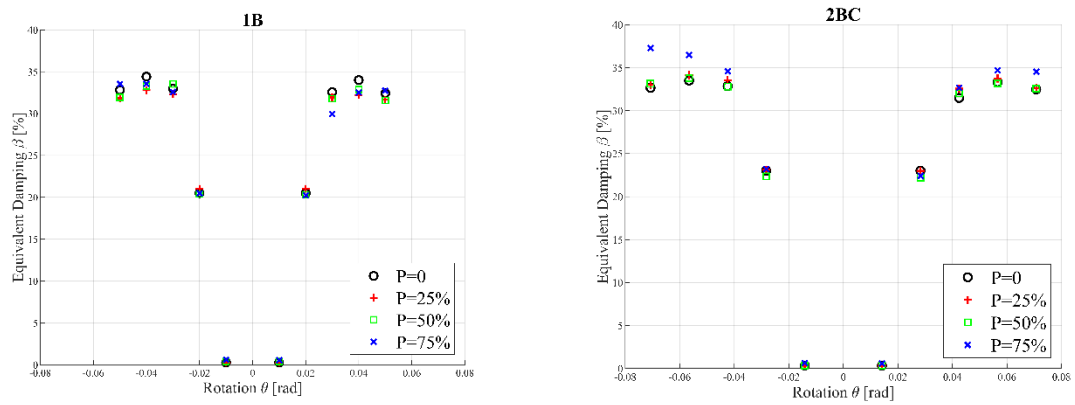 1B
40
35
30
25
20
15
10
5
0
Equivalent Damping β [%]
-0.08
-0.06
-0.04
-0.02
0
0.02
0.04
0.06
0.08
Rotation θ [rad]
P=0
P=25%
P=50%
P=75%
2BC
40
35
30
25
20
15
10
5
0
Equivalent Damping β [%]
-0.08
-0.06
-0.04
-0.02
0
0.02
0.04
0.06
0.08
Rotation θ [rad]
P=0
P=25%
P=50%
P=75%